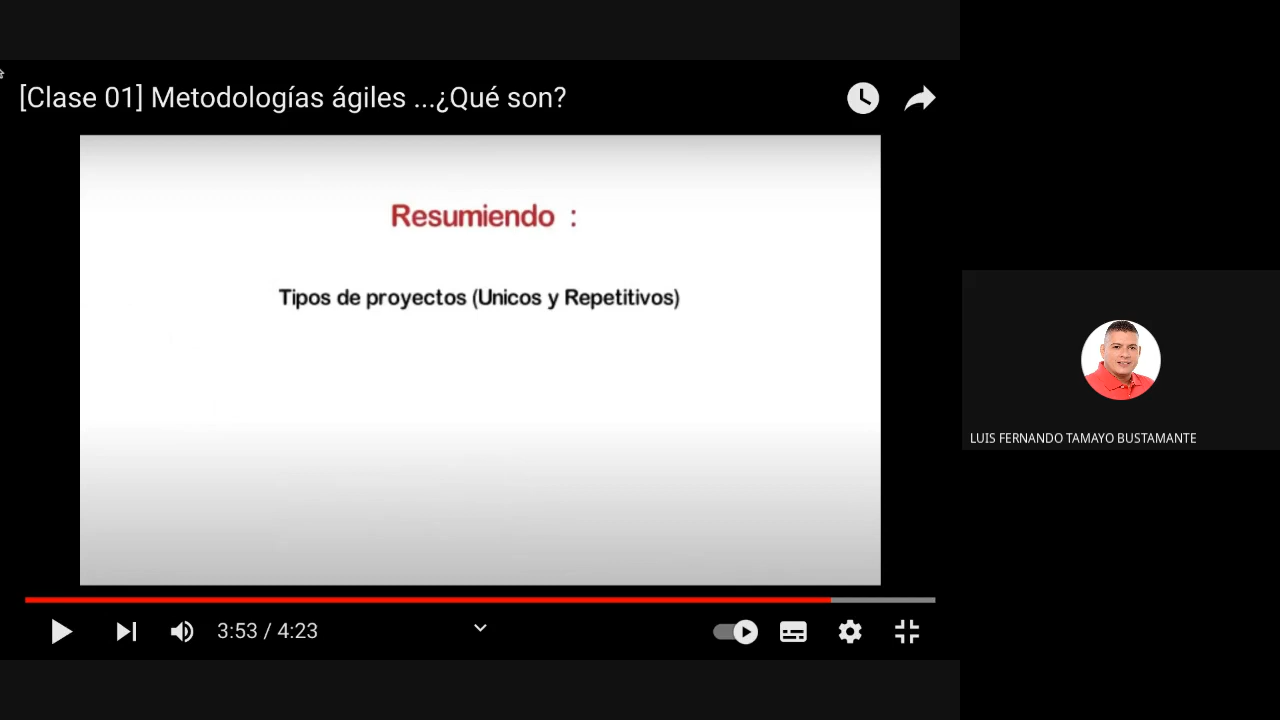 [Clase 01] Metodologías ágiles ...¿Qué son?
Resumiendo :
Tipos de proyectos (Unicos y Repetitivos)
LUIS FERNANDO TAMAYO BUSTAMANTE
3:53 / 4:23